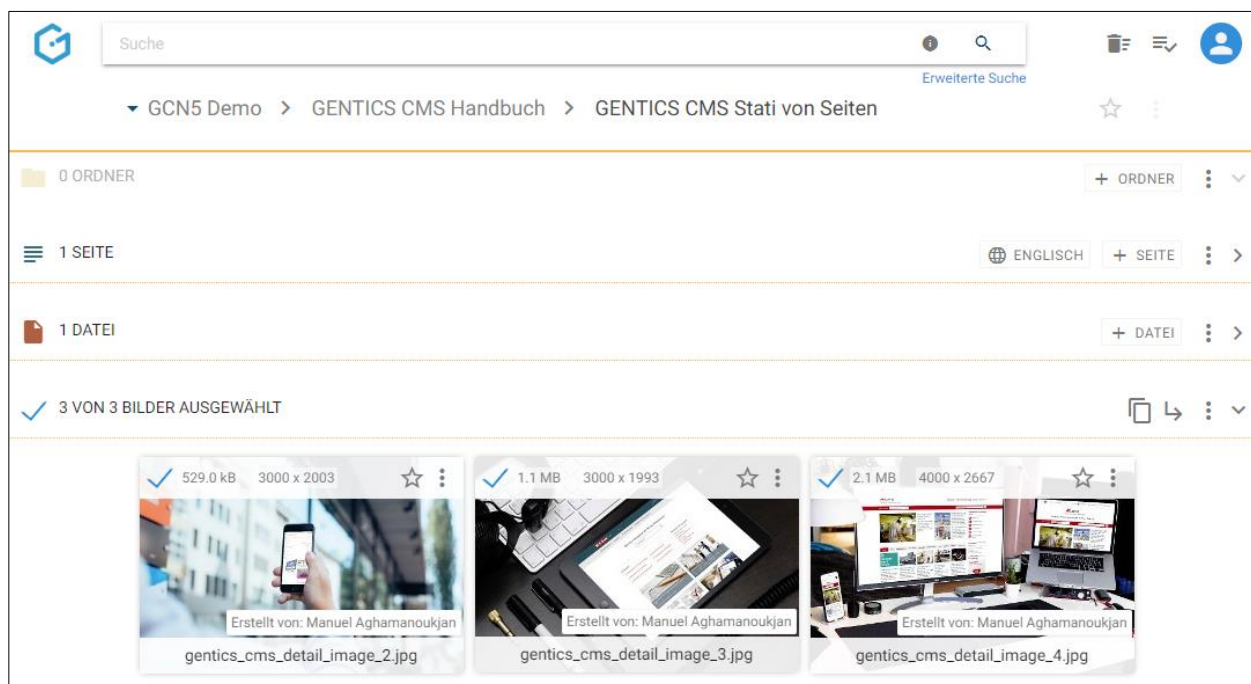 Suche
Erweiterte Suche
GCN5 Demo > GENTICS CMS Handbuch > GENTICS CMS Stati von Seiten
0 ORDNER + ORDNER
1 SEITE ENGLISCH + SEITE
1 DATEI + DATEI
3 VON 3 BILDER AUSGEWÄHLT
529.0 kB 3000 x 2003 1.1 MB 3000 x 1993 2.1 MB 4000 x 2667
Erstellt von: Manuel Aghamanoukjan Erstellt von: Manuel Aghamanoukjan Erstellt von: Manuel Aghamanoukjan
gentics_cms_detail_image_2.jpg gentics_cms_detail_image_3.jpg gentics_cms_detail_image_4.jpg